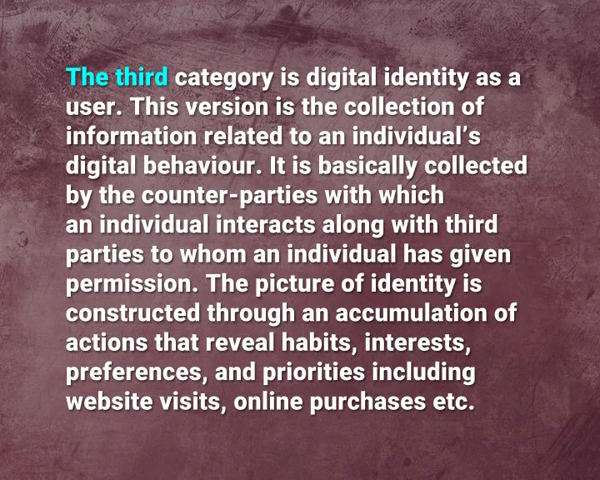 The third category is digital identity as a
user. This version is the collection of
information related to an individual’s
digital behaviour. It is basically collected
by the counter-parties with which
an individual interacts along with third
parties to whom an individual has given
permission. The picture of identity is
constructed through an accumulation of
actions that reveal habits, interests,
preferences, and priorities including
website visits, online purchases etc.